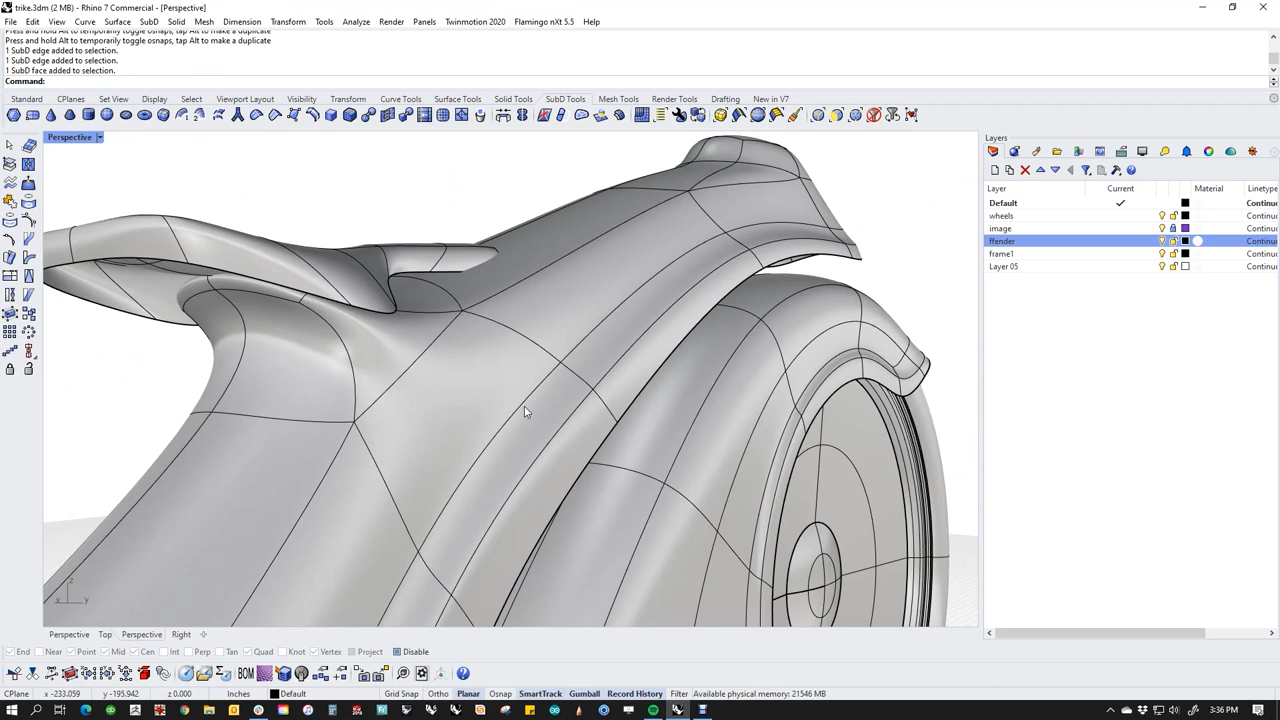 trike.3dm (2 MB) - Rhino 7 Commercial - [Perspective]
File Edit View Curve Surface SubD Solid Mesh Dimension Transform Tools Analyze Render Panels Twinmotion 2020 Flamingo nXt 5.5 Help
Press and hold Alt to temporarily toggle osnaps, tap Alt to make a duplicate
Press and hold Alt to temporarily toggle osnaps, tap Alt to make a duplicate
1 SubD edge added to selection.
1 SubD edge added to selection.
1 SubD face added to selection.
Command:
Standard CPlanes Set View Display Select Viewport Layout Visibility Transform Curve Tools Surface Tools Solid Tools SubD Tools Mesh Tools Render Tools Drafting New in V7
Perspective
Layers
Layer Current Material Linetype
Default Continuc
wheels Continuc
image Continuc
ffender Continuc
frame1 Continuc
Layer 05 Continuc
z
x y
Perspective Top Perspective Right
End Near Point Mid Cen Int Perp Tan Quad Knot Vertex Project Disable
BOM
CPlane x -233.059 y -195.942 z 0.000 Inches Default Grid Snap Ortho Planar Osnap SmartTrack Gumball Record History Filter Available physical memory: 21546 MB
3:36 PM